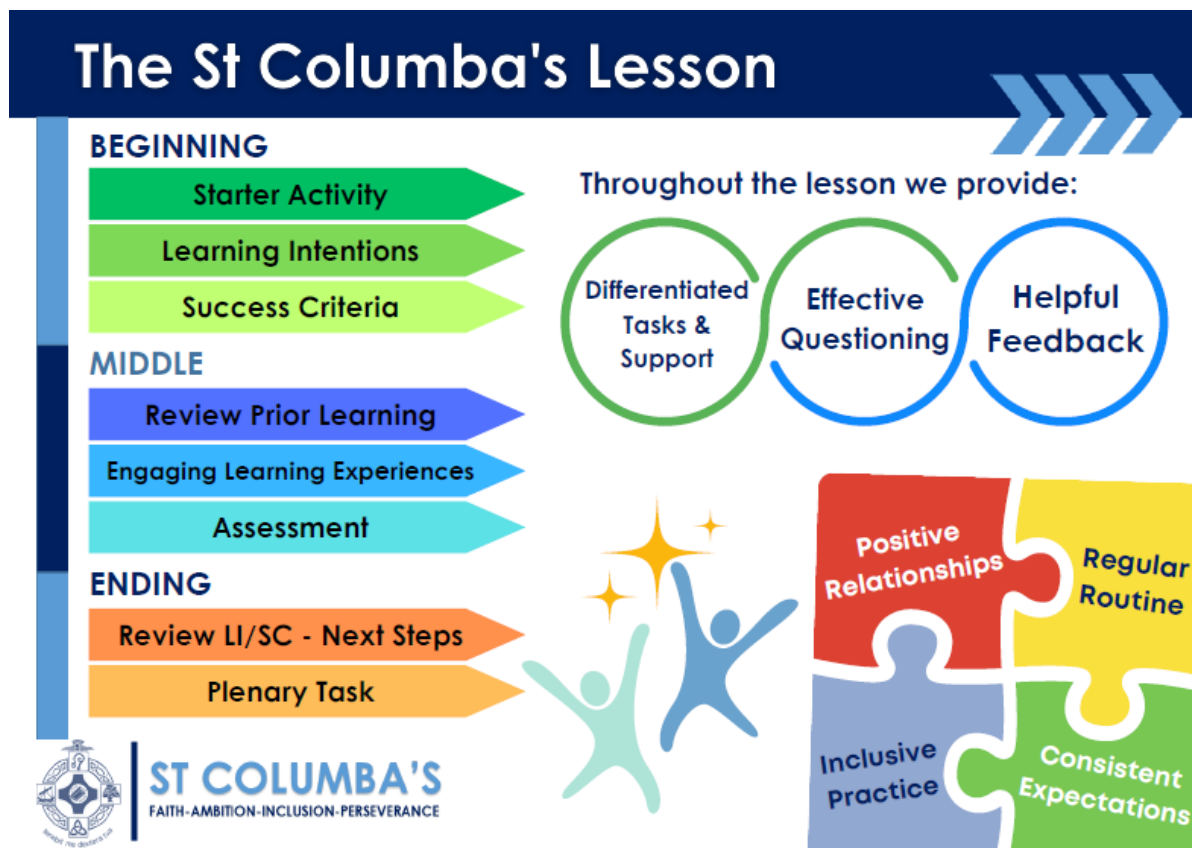 The St Columba's Lesson
BEGINNING
Starter Activity
Learning Intentions
Success Criteria
MIDDLE
Review Prior Learning
Engaging Learning Experiences
Assessment
ENDING
Review LI/SC - Next Steps
Plenary Task
Throughout the lesson we provide:
Differentiated
Tasks &
Support
Effective
Questioning
Helpful
Feedback
Positive
Relationships
Regular
Routine
Inclusive
Practice
Consistent
Expectations
ST COLUMBA'S
FAITH-AMBITION-INCLUSION-PERSEVERANCE